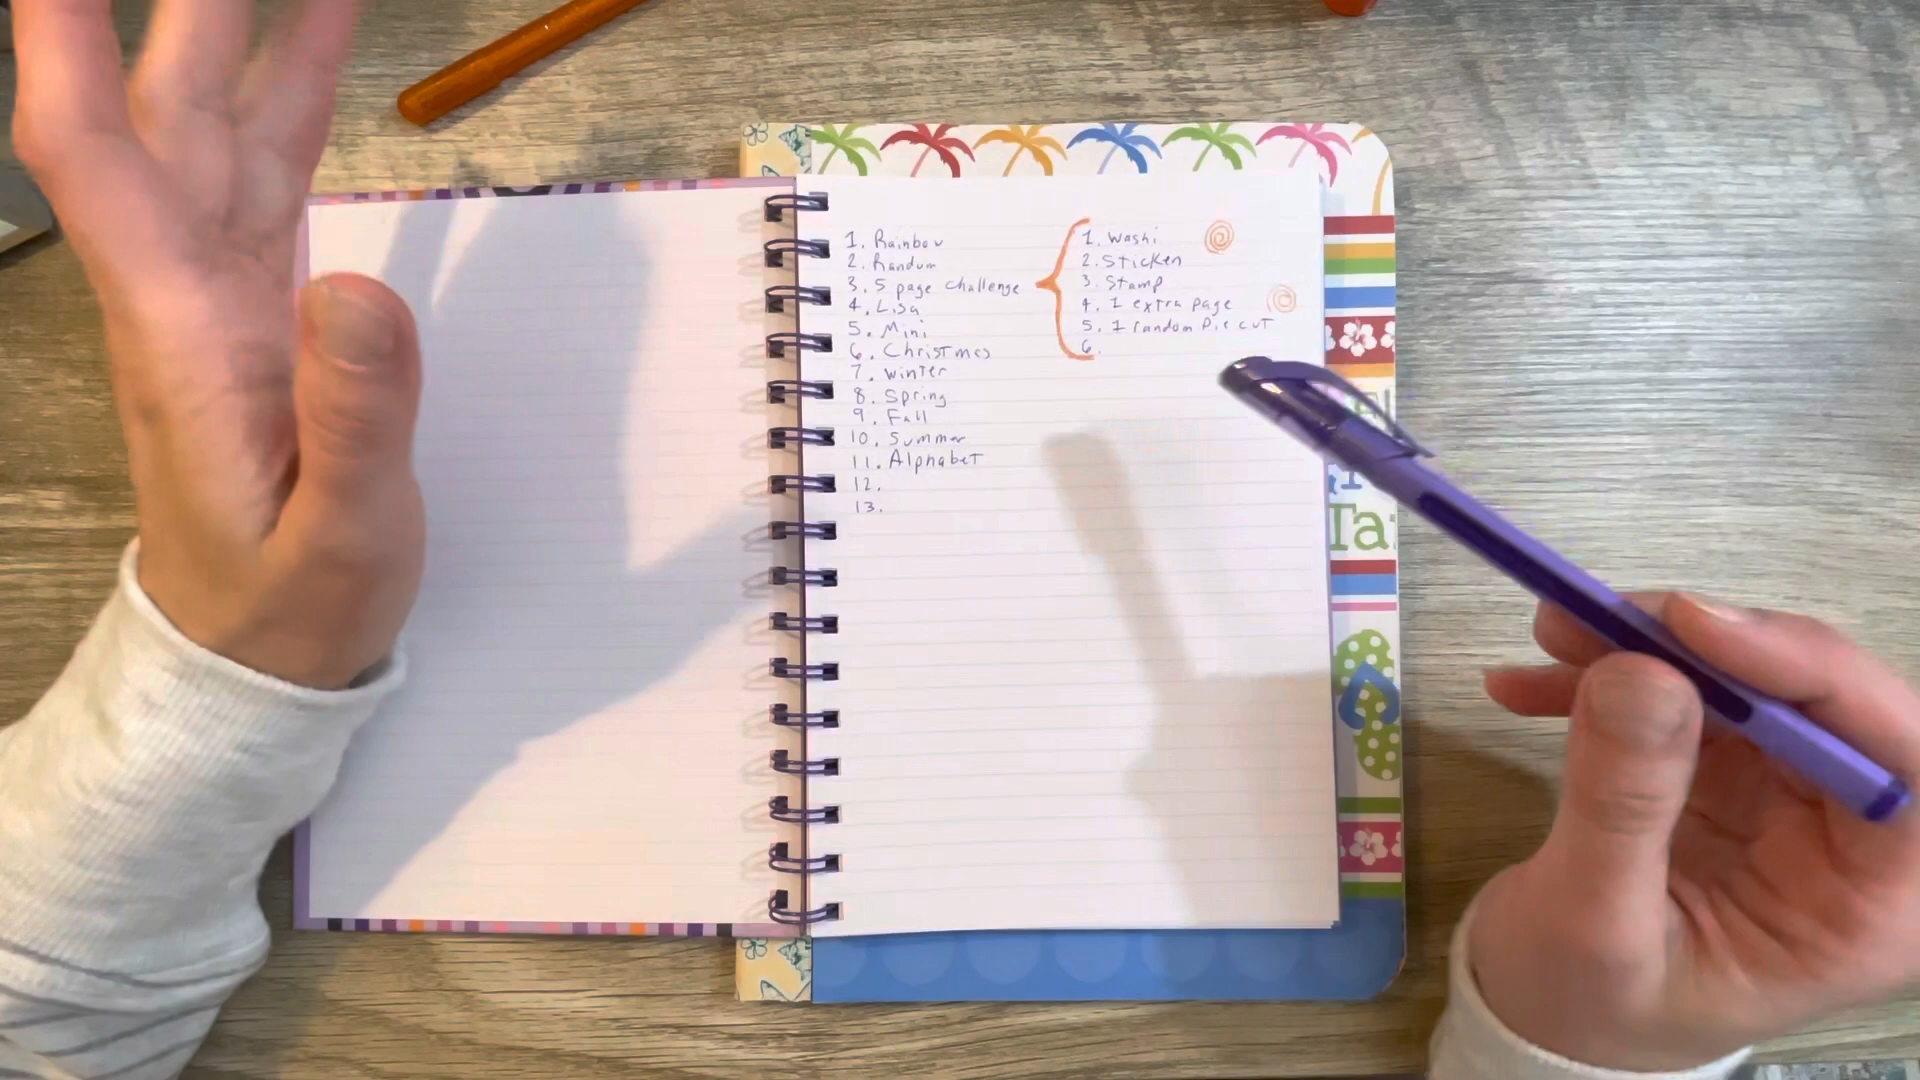 1. Rainbow
2. Random
3. 5 page challenge
4. Lisa
5. Mini
6. Christmas
7. Winter
8. Spring
9. Fall
10. Summer
11. Alphabet
12.
13.
1. Washi
2. Sticker
3. Stamp
4. 1 extra page
5. 1 random Die cut
6.
Ta